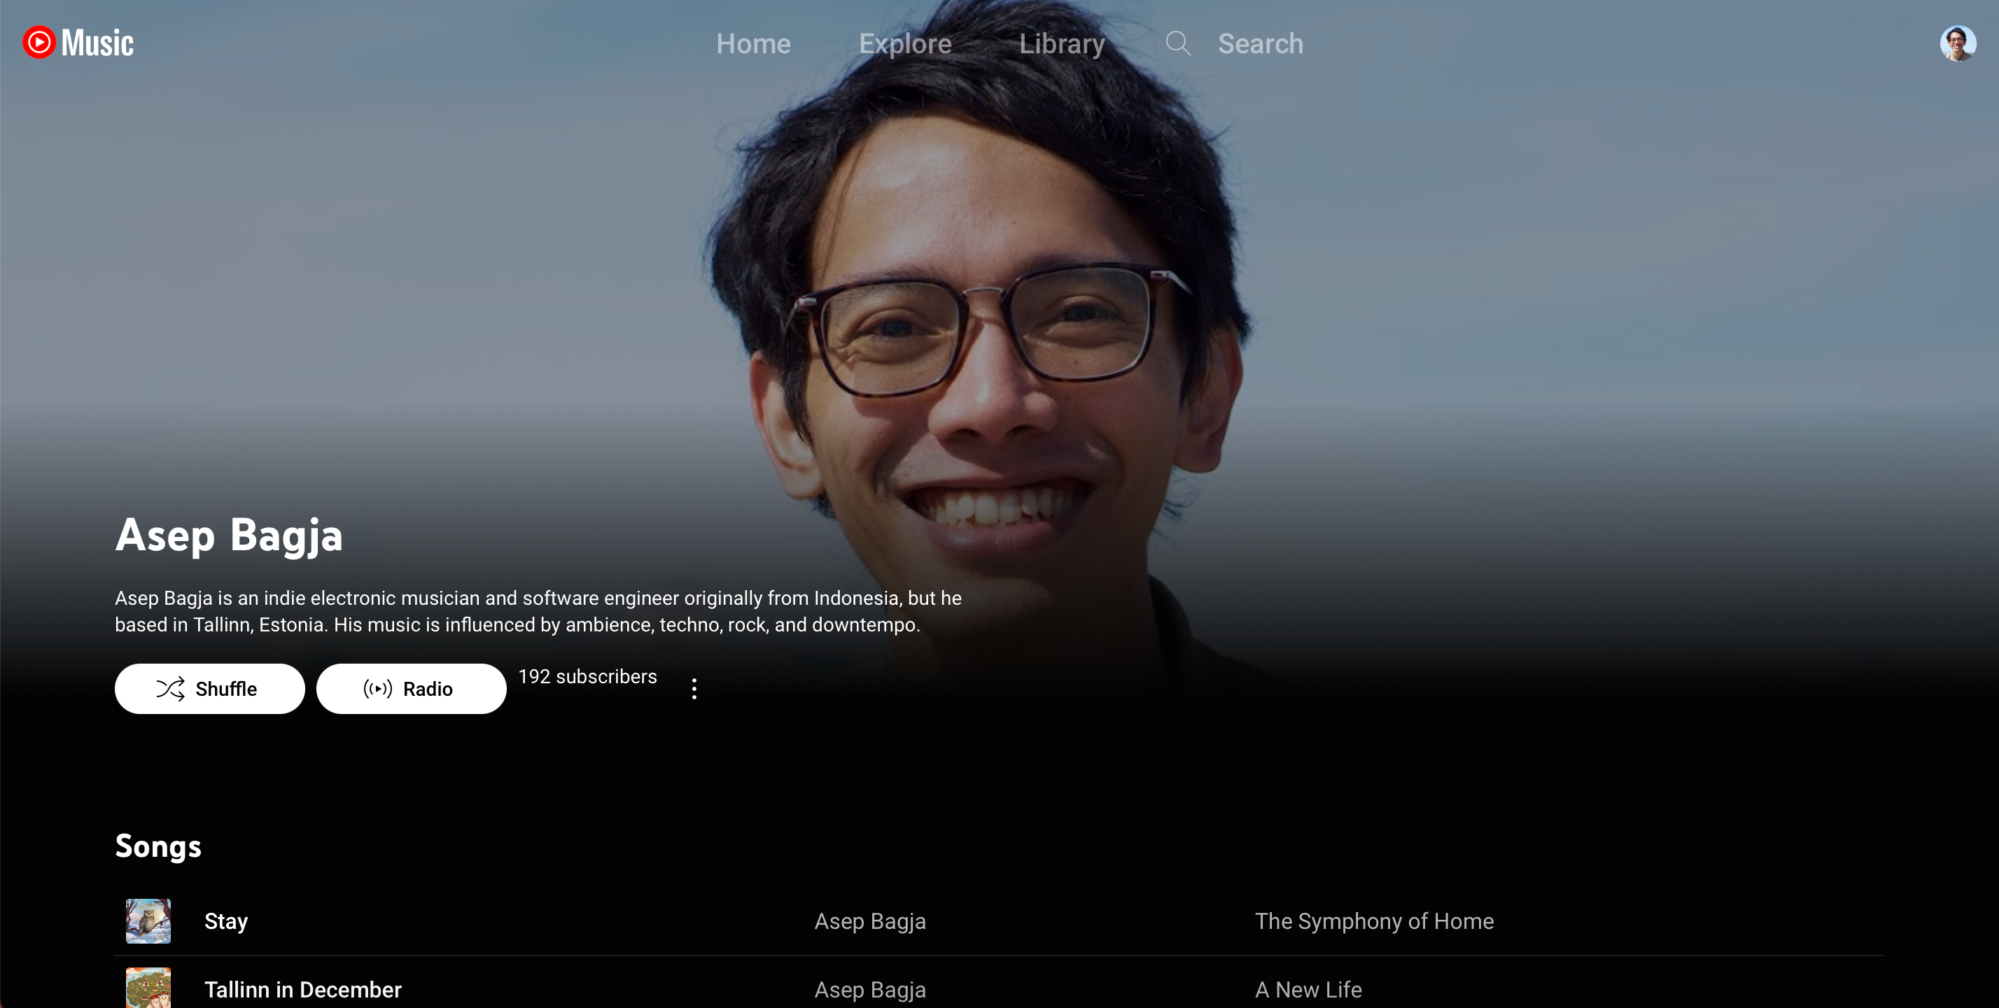 Music
Home Explore Library Search
Asep Bagja
Asep Bagja is an indie electronic musician and software engineer originally from Indonesia, but he
based in Tallinn, Estonia. His music is influenced by ambience, techno, rock, and downtempo.
Shuffle Radio 192 subscribers
Songs
Stay Asep Bagja The Symphony of Home
Tallinn in December Asep Bagja A New Life